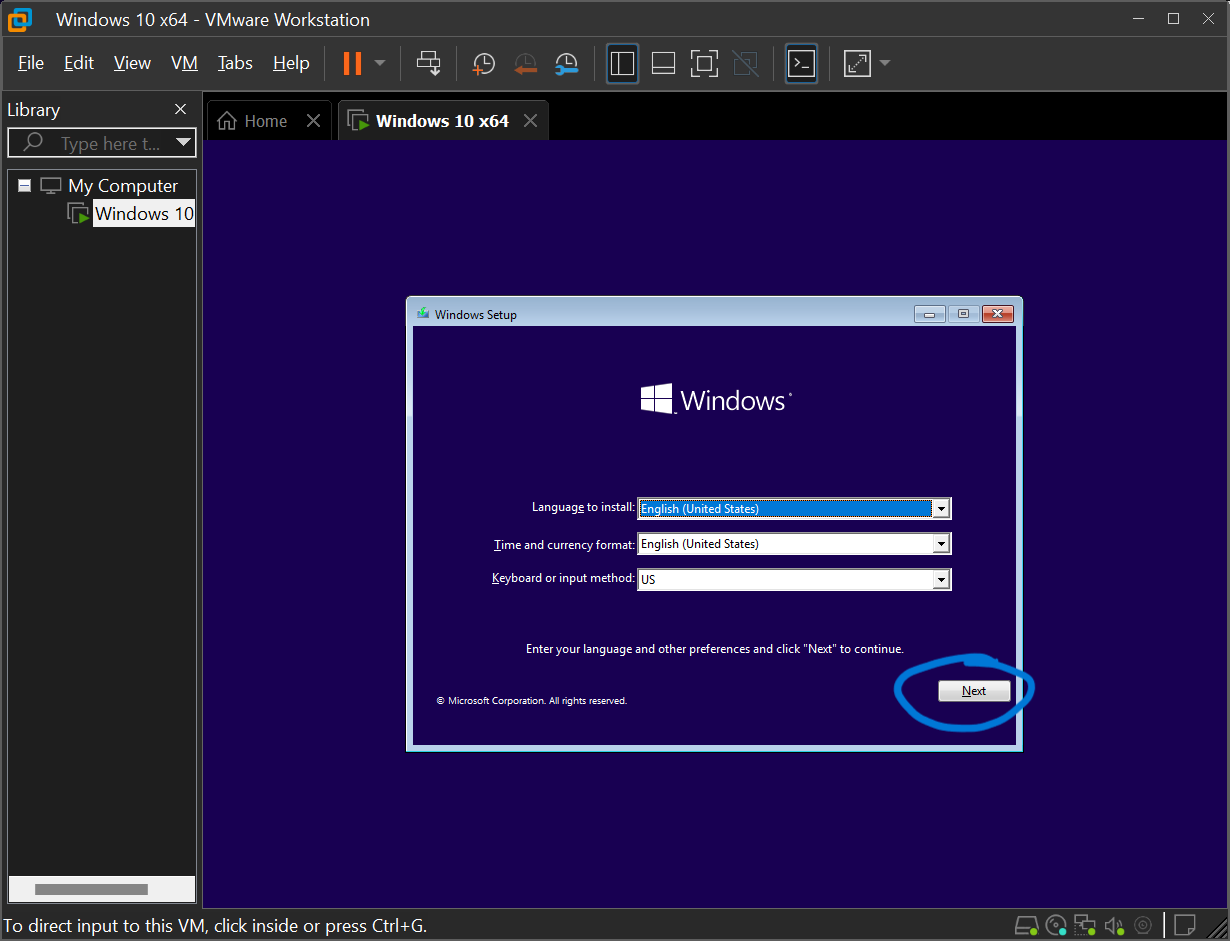 Windows 10 x64 - VMware Workstation
File Edit View VM Tabs Help
Library
Home
Windows 10 x64
Type here t...
My Computer
Windows 10
Windows Setup
Windows
Language to install: English (United States)
Time and currency format: English (United States)
Keyboard or input method: US
Enter your language and other preferences and click "Next" to continue.
Next
© Microsoft Corporation. All rights reserved.
To direct input to this VM, click inside or press Ctrl+G.